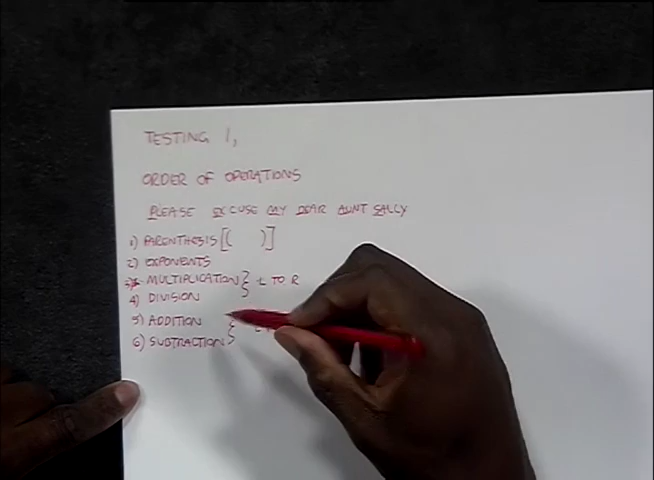 TESTING 1,
ORDER OF OPERATIONS
PLEASE EXCUSE MY DEAR AUNT SALLY
1) PARENTHESIS [( )]
2) EXPONENTS
3) MULTIPLICATION } L TO R
4) DIVISION
5) ADDITION }
6) SUBTRACTION